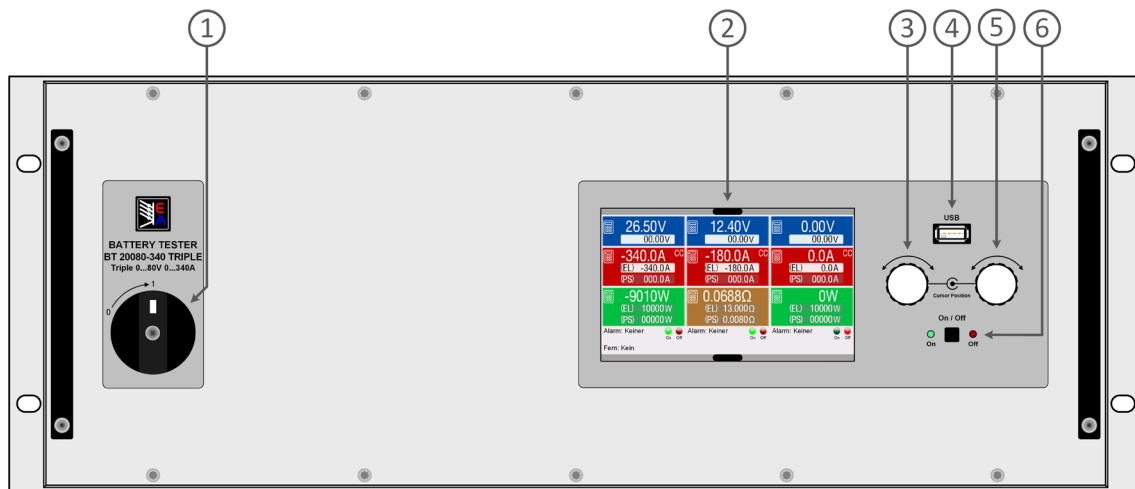 1 2 3 4 5 6
EA
BATTERY TESTER
BT 20080-340 TRIPLE
Triple 0...80V 0...340A
0 1
26.50V 12.40V 0.00V
00.00V 00.00V 00.00V
-340.0A CC -180.0A CC 0.0A CC
(EL) -340.0A (EL) -180.0A (EL) 0.0A
(PS) 000.0A (PS) 000.0A (PS) 000.0A
-9010W 0.0688Ω 0W
(EL) 10000W (EL) 13.000Ω (EL) 10000W
(PS) 00000W (PS) 0.0080Ω (PS) 00000W
Alarm: Keiner On Off Alarm: Keiner On Off Alarm: Keiner On Off
Fern: Kein
USB
Cursor Position
On / Off
On Off